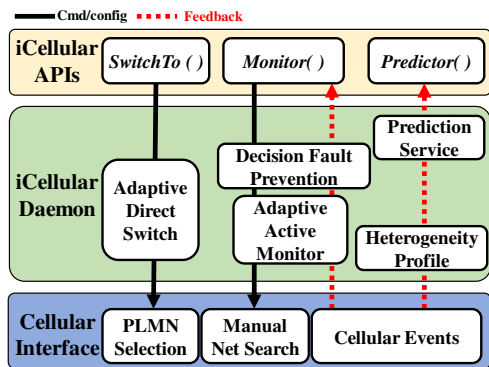 Cmd/config
Feedback
iCellular
APIs
SwitchTo ( )
Monitor( )
Predictor( )
iCellular
Daemon
Adaptive
Direct
Switch
Decision Fault
Prevention
Adaptive
Active
Monitor
Prediction
Service
Heterogeneity
Profile
Cellular
Interface
PLMN
Selection
Manual
Net Search
Cellular Events